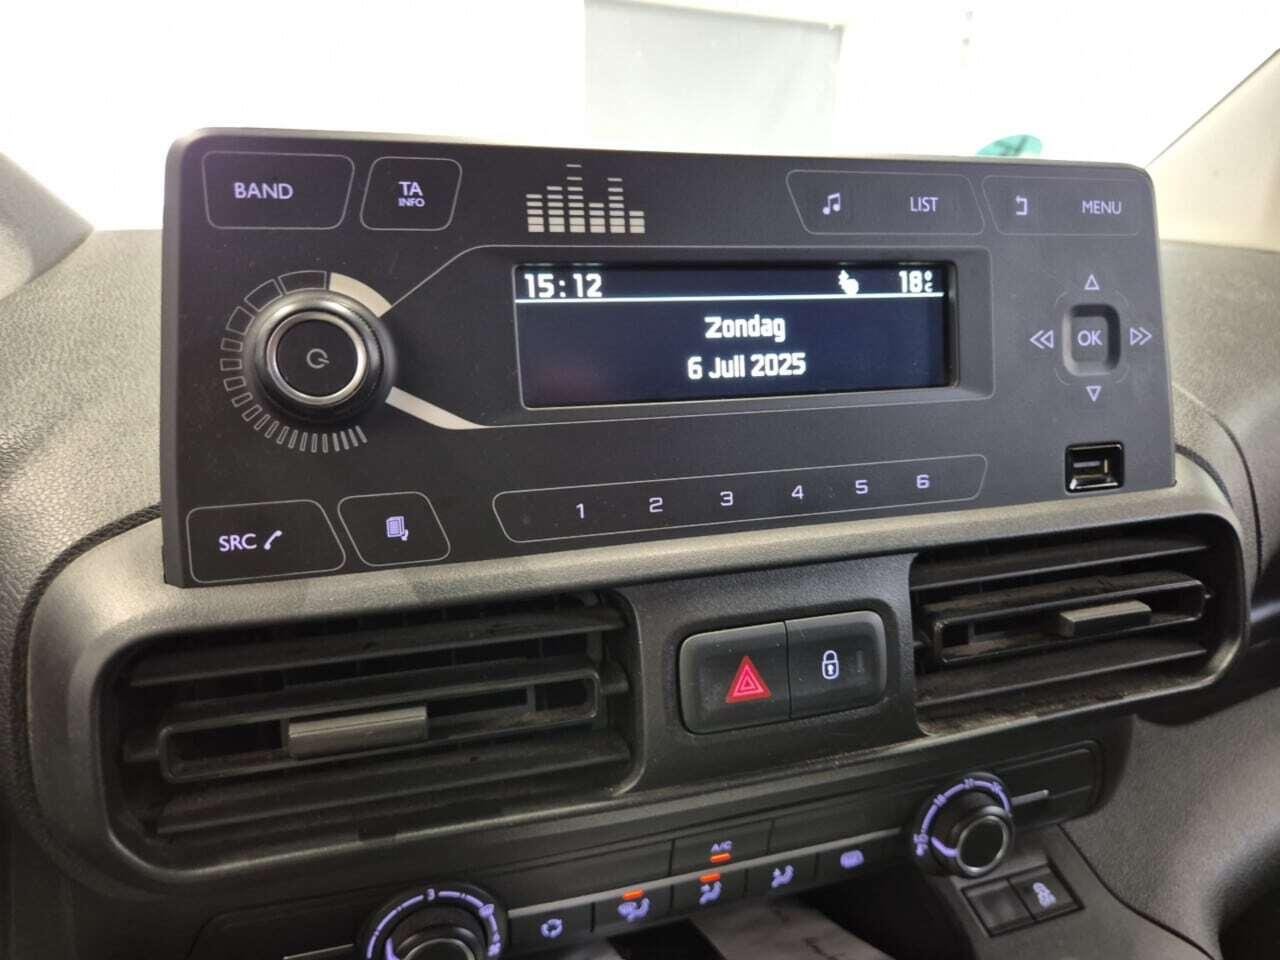 BAND
TA
INFO
LIST
MENU
15:12
18°C
Zondag
6 Juli 2025
OK
1 2 3 4 5 6
SRC
A/C
3